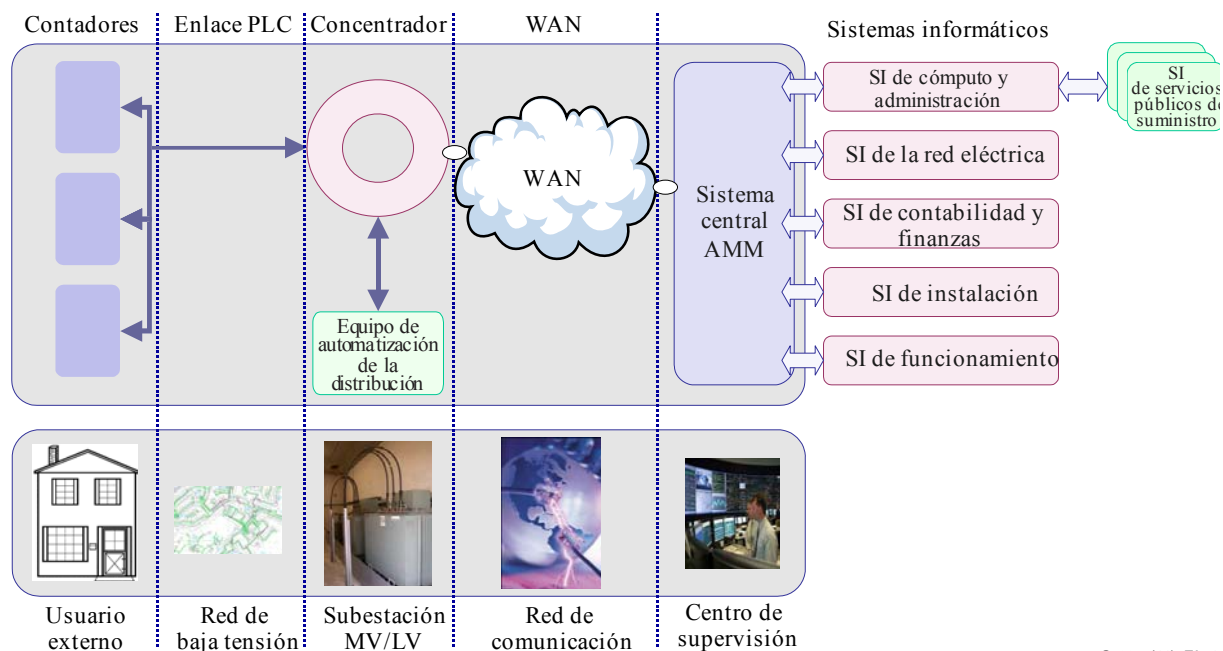 Contadores
Enlace PLC
Concentrador
WAN
Sistemas informáticos
SI de cómputo y
administración
SI
de servicios
públicos de
suministro
SI de la red eléctrica
WAN
Sistema
central
AMM
SI de contabilidad y
finanzas
SI de instalación
Equipo de
automatización
de la
distribución
SI de funcionamiento
Usuario
externo
Red de
baja tensión
Subestación
MV/LV
Red de
comunicación
Centro de
supervisión